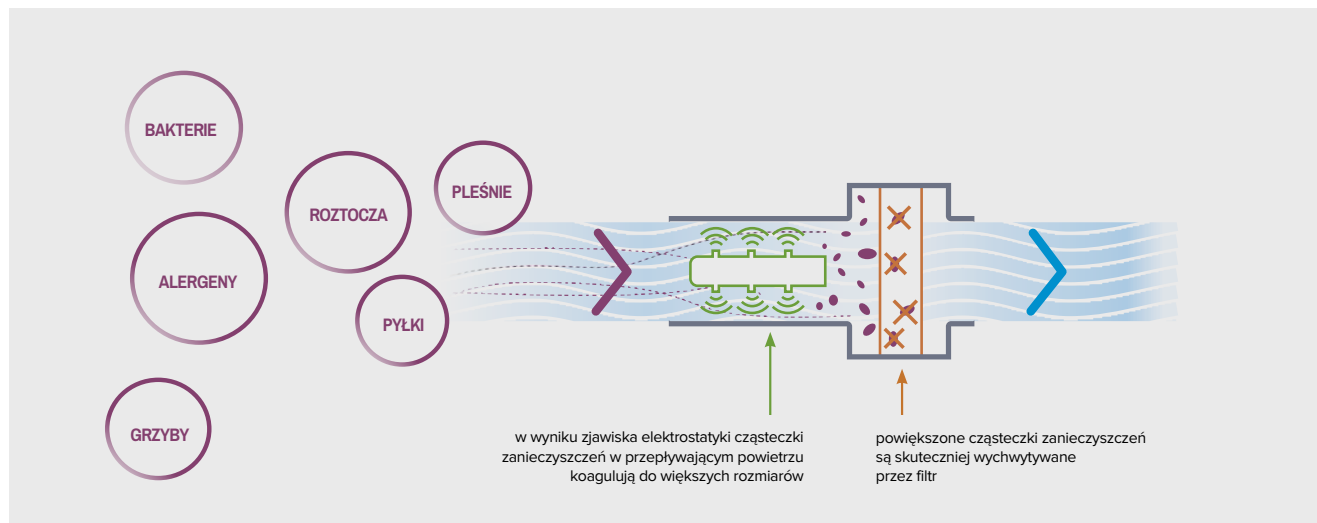 BAKTERIE
ROZTOCZA
PLEŚNIE
ALERGENY
PYŁKI
GRZYBY
w wyniku zjawiska elektrostatyki cząsteczki
zanieczyszczeń w przepływającym powietrzu
koagulują do większych rozmiarów
powiększone cząsteczki zanieczyszczeń
są skuteczniej wychwytywane
przez filtr